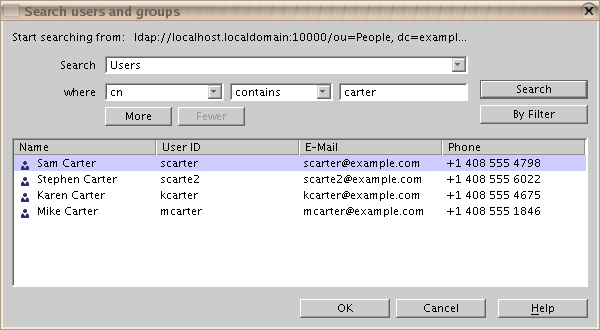 Search users and groups
Start searching from: ldap://localhost.localdomain:10000/ou=People, dc=exampl...
Search Users
where cn contains carter Search
More Fewer By Filter
Name User ID E-Mail Phone
Sam Carter scarter scarter@example.com +1 408 555 4798
Stephen Carter scarte2 scarte2@example.com +1 408 555 6022
Karen Carter kcarter kcarter@example.com +1 408 555 4675
Mike Carter mcarter mcarter@example.com +1 408 555 1846
OK Cancel Help